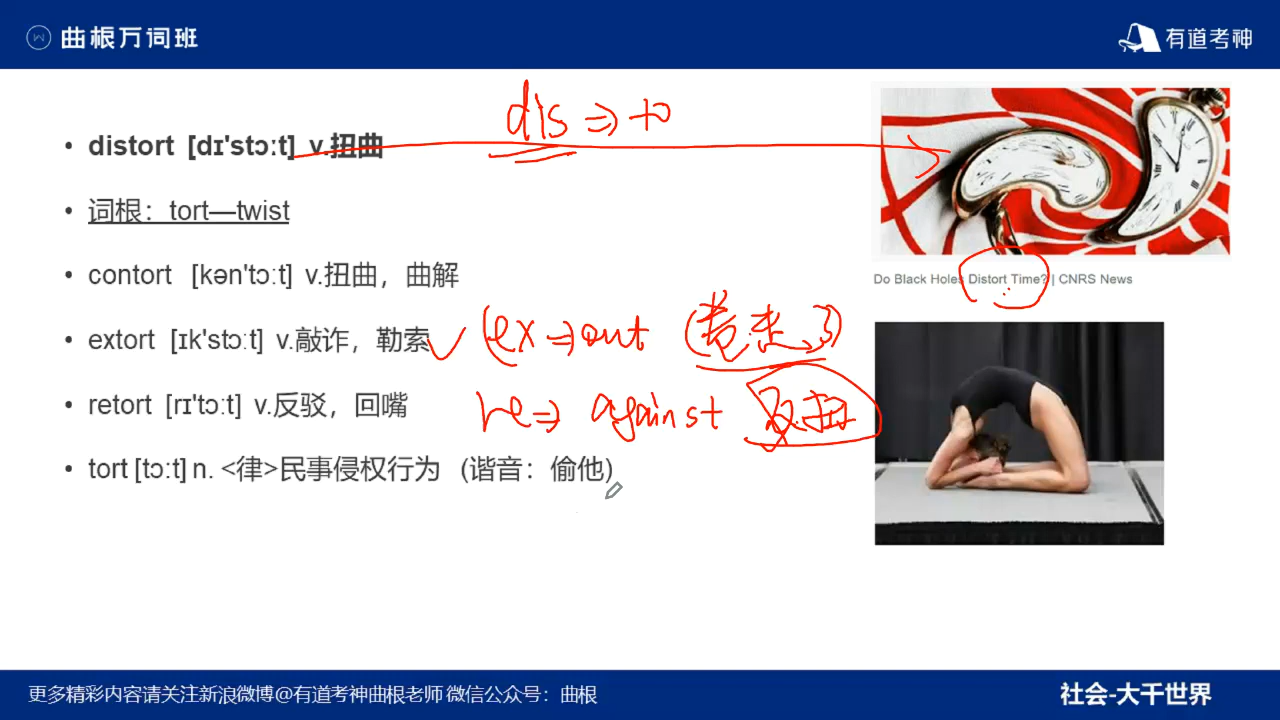 曲根万词班
有道考神
dis ⇒ to
• distort [dɪ'stɔːt] v.扭曲
• 词根：tort—twist
Do Black Holes Distort Time? | CNRS News
• contort [kən'tɔːt] v.扭曲，曲解
• extort [ɪk'stɔːt] v.敲诈，勒索 ex ⇒ out (卷走了)
• retort [rɪ'tɔːt] v.反驳，回嘴 re ⇒ against 反扭
• tort [tɔːt] n. <律>民事侵权行为 (谐音：偷他)
更多精彩内容请关注新浪微博@有道考神曲根老师 微信公众号：曲根
社会-大千世界